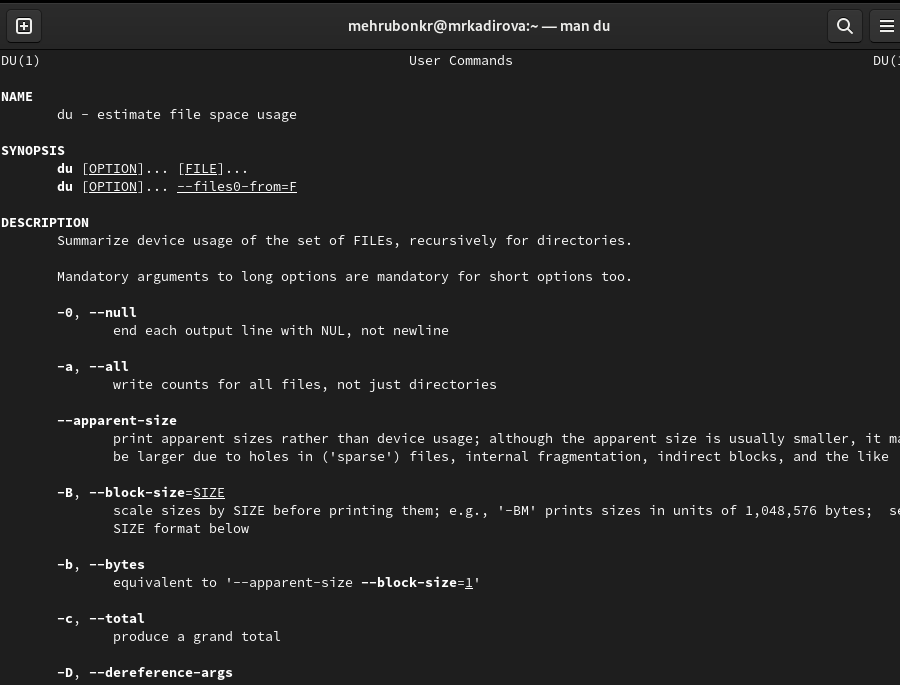 mehrubonkr@mrkadirova:~ — man du
DU(1) User Commands
NAME
du - estimate file space usage
SYNOPSIS
du [OPTION]... [FILE]...
du [OPTION]... --files0-from=F
DESCRIPTION
Summarize device usage of the set of FILEs, recursively for directories.
Mandatory arguments to long options are mandatory for short options too.
-0, --null
end each output line with NUL, not newline
-a, --all
write counts for all files, not just directories
--apparent-size
print apparent sizes rather than device usage; although the apparent size is usually smaller, it
be larger due to holes in ('sparse') files, internal fragmentation, indirect blocks, and the like
-B, --block-size=SIZE
scale sizes by SIZE before printing them; e.g., '-BM' prints sizes in units of 1,048,576 bytes;
SIZE format below
-b, --bytes
equivalent to '--apparent-size --block-size=1'
-c, --total
produce a grand total
-D, --dereference-args